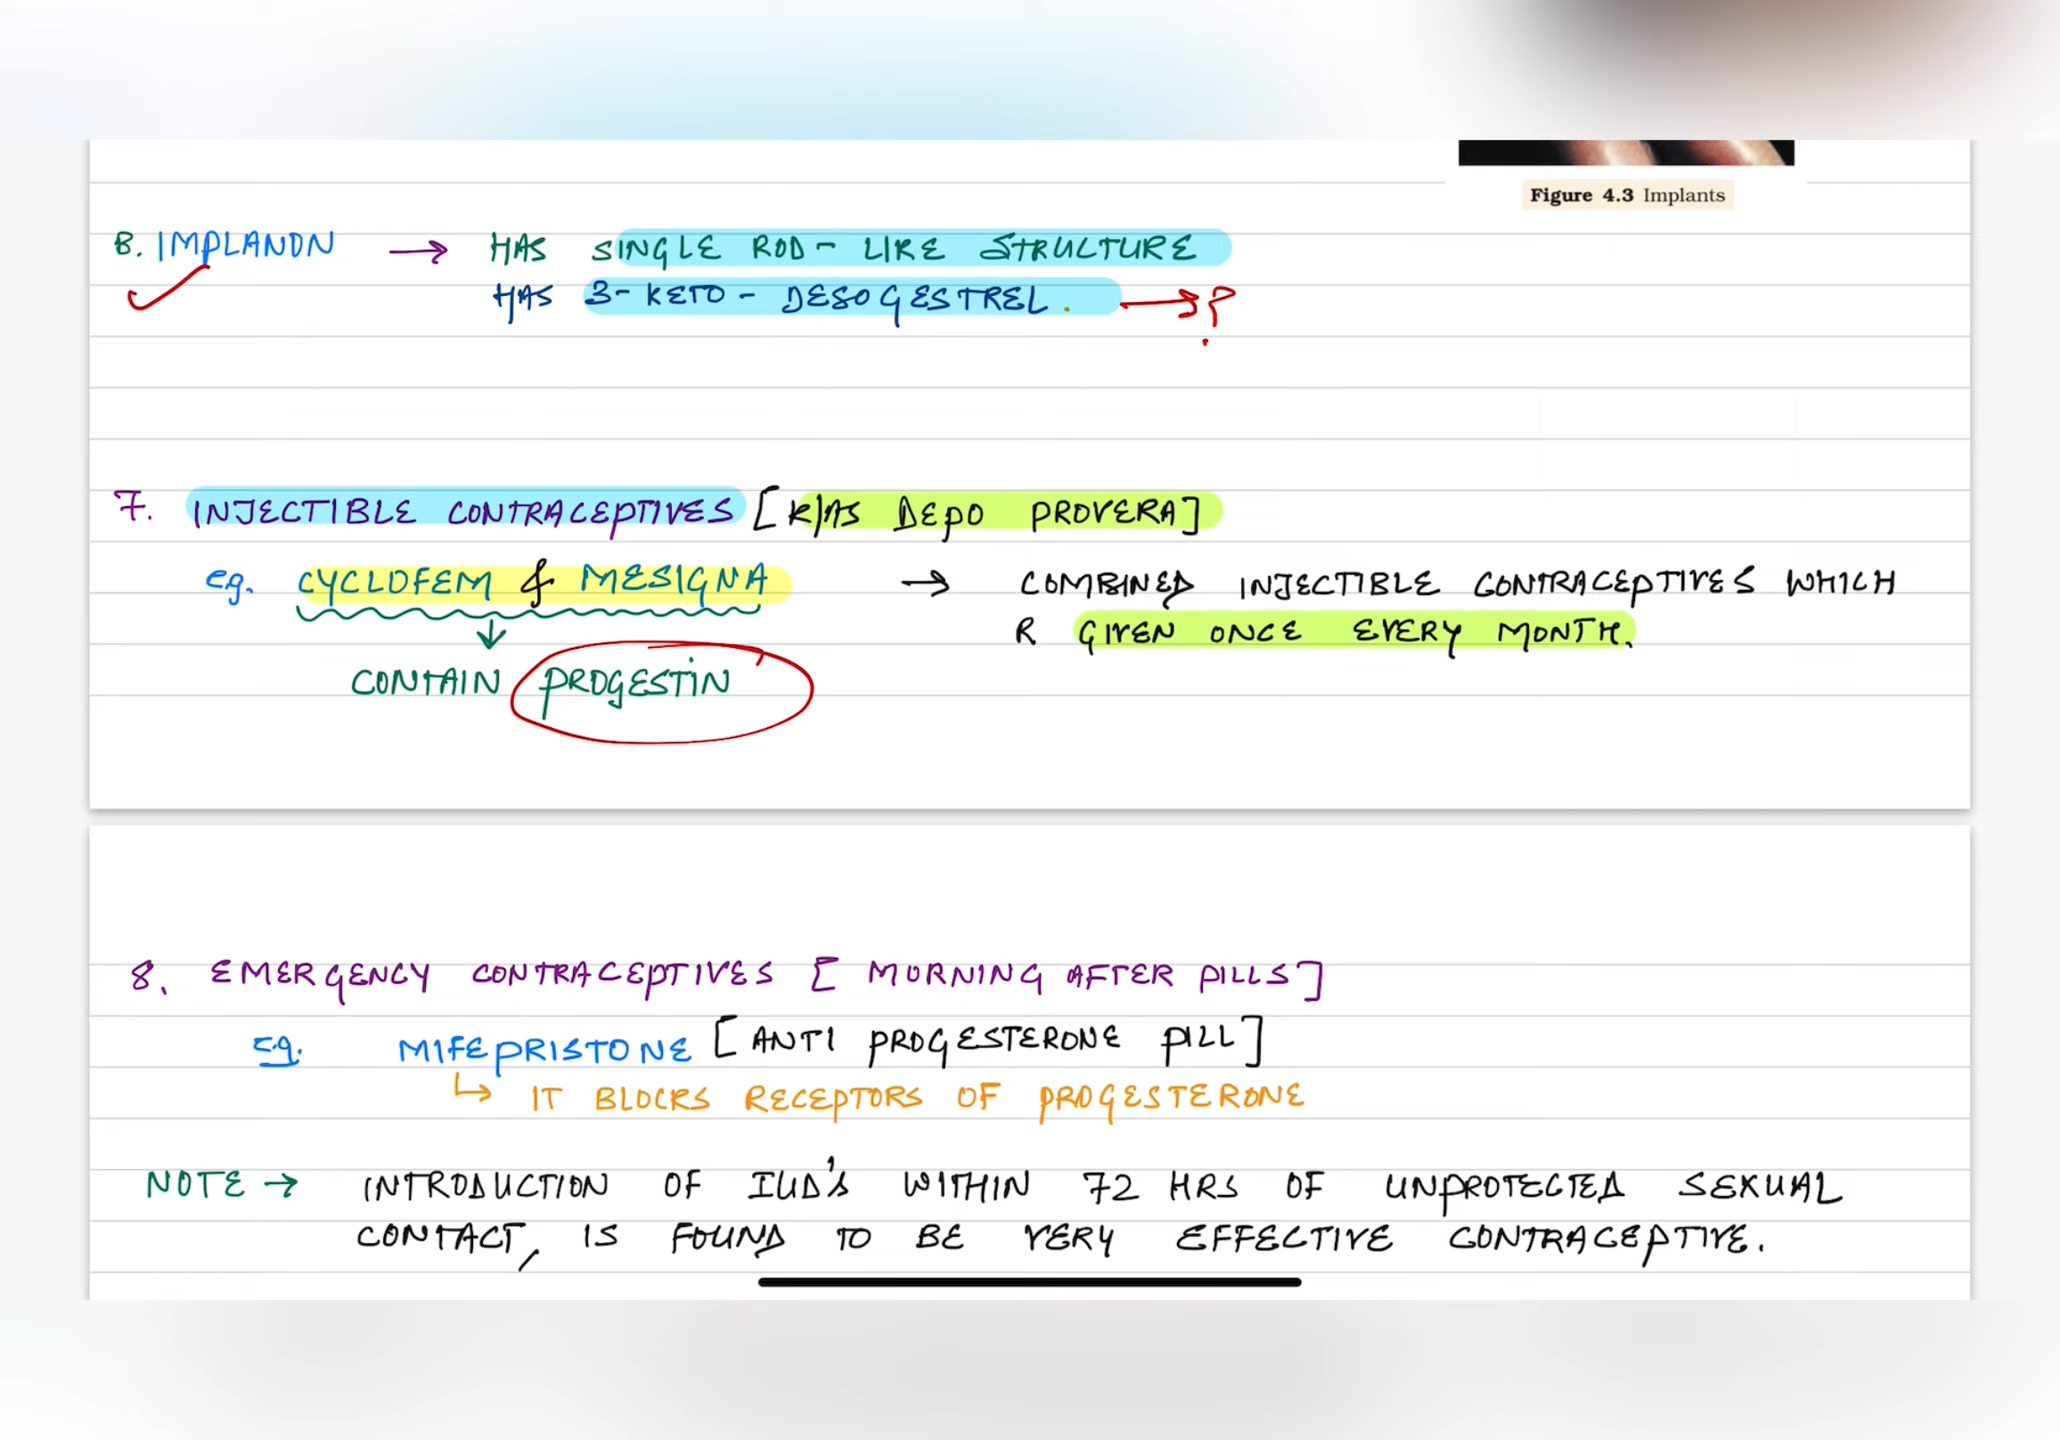 Figure 4.3 Implants
B. IMPLANON → HAS SINGLE ROD- LIKE STRUCTURE
HAS 3-KETO- DESOGESTREL. → ?
7. INJECTIBLE CONTRACEPTIVES [K/AS DEPO PROVERA]
e.g. CYCLOFEM & MESIGNA → COMBINED INJECTIBLE CONTRACEPTIVES WHICH
R GIVEN ONCE EVERY MONTH.
↓
CONTAIN PROGESTIN
8. EMERGENCY CONTRACEPTIVES [MORNING AFTER PILLS]
e.g. MIFEPRISTONE [ANTI PROGESTERONE PILL]
↳ IT BLOCKS RECEPTORS OF PROGESTERONE
NOTE → INTRODUCTION OF IUD'S WITHIN 72 HRS OF UNPROTECTED SEXUAL
CONTACT, IS FOUND TO BE VERY EFFECTIVE CONTRACEPTIVE.